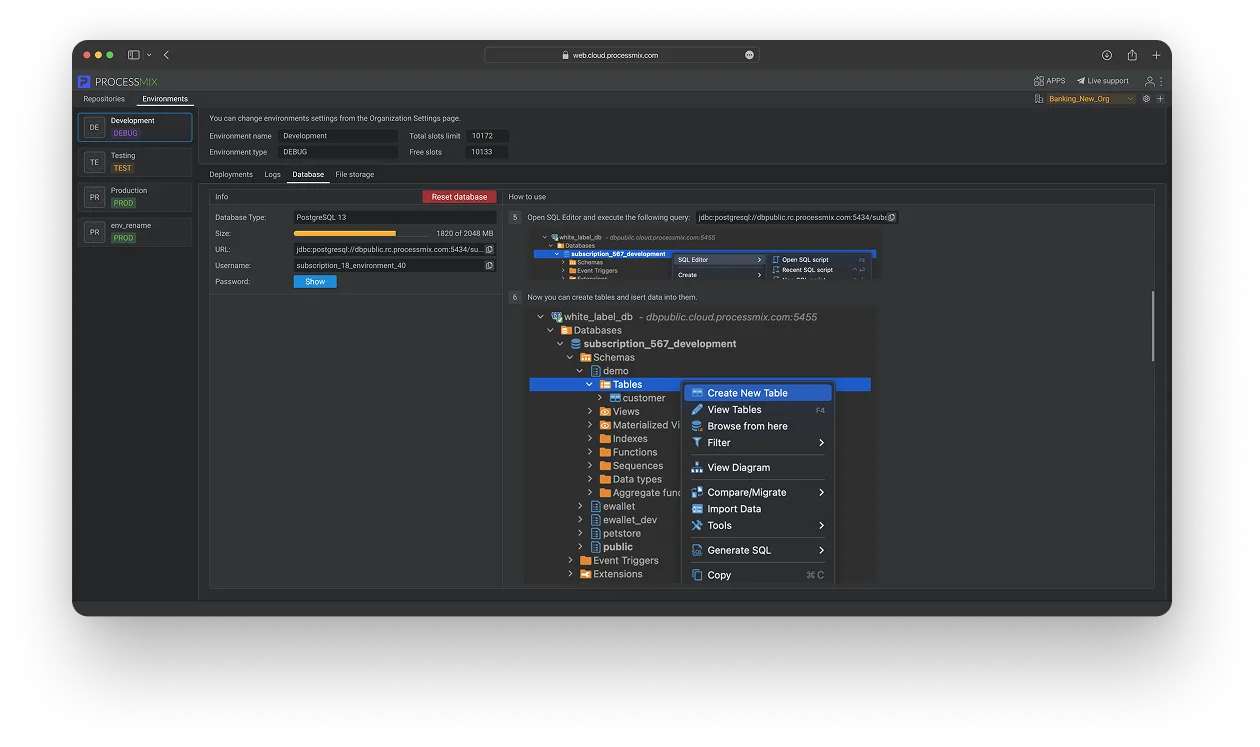 web.cloud.processmix.com
PROCESSMIX
APPS
Live support
Repositories
Environments
Banking_New_Org
DE
Development
DEBUG
TE
Testing
TEST
PR
Production
PROD
PR
env_rename
PROD
You can change environments settings from the Organization Settings page.
Environment name
Development
Total slots limit
10172
Environment type
DEBUG
Free slots
10133
Deployments
Logs
Database
File storage
Info
Reset database
Database Type:
PostgreSQL 13
Size:
1820 of 2048 MB
URL:
jdbc:postgresql://dbpublic.rc.processmix.com:5434/su...
Username:
subscription_18_environment_40
Password:
Show
How to use
5
Open SQL Editor and execute the following query:
jdbc:postgresql://dbpublic.rc.processmix.com:5434/subs
white_label_db - dbpublic.cloud.processmix.com:5455
Databases
subscription_567_development
Schemas
Event Triggers
SQL Editor
Create
Open SQL script
Recent SQL script
6
Now you can create tables and isert data into them.
white_label_db - dbpublic.cloud.processmix.com:5455
Databases
subscription_567_development
Schemas
demo
Tables
customer
Views
Materialized Vi
Indexes
Functions
Sequences
Data types
Aggregate func
ewallet
ewallet_dev
petstore
public
Event Triggers
Extensions
Create New Table
View Tables F4
Browse from here
Filter
View Diagram
Compare/Migrate
Import Data
Tools
Generate SQL
Copy ⌘ C